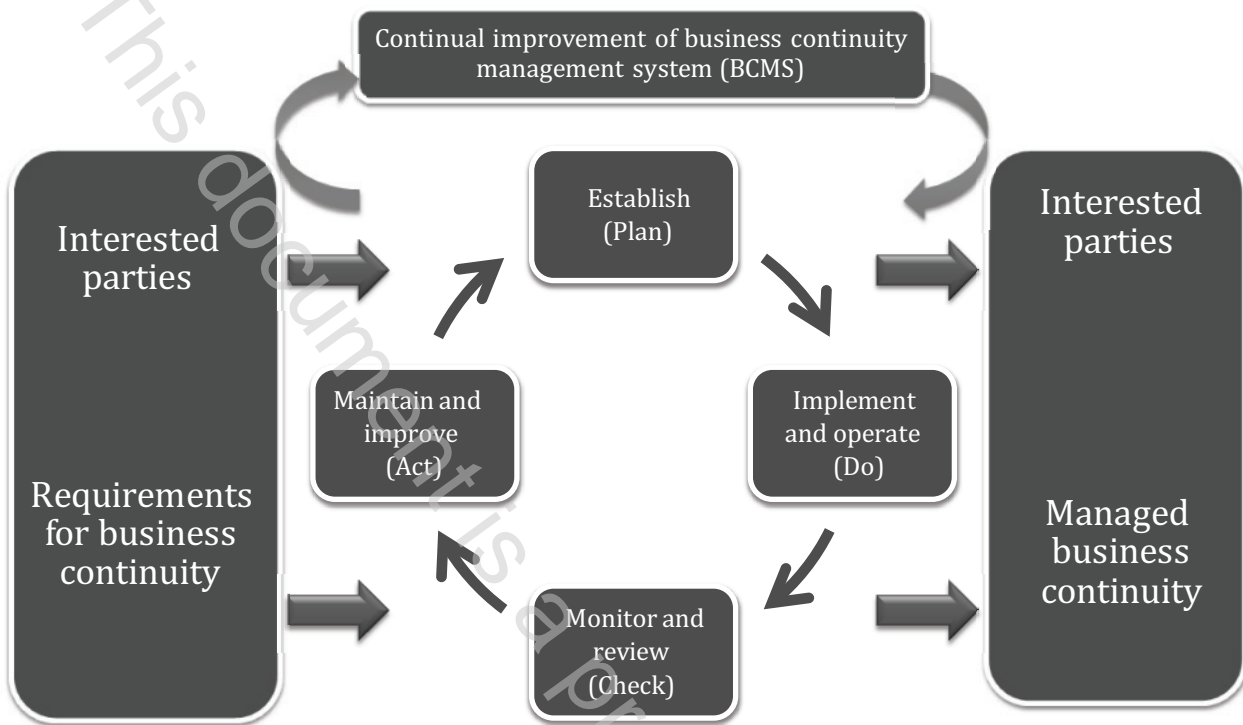 Continual improvement of business continuity
management system (BCMS)
Interested
parties
Requirements
for business
continuity
Establish
(Plan)
Maintain and
improve
(Act)
Implement
and operate
(Do)
Monitor and
review
(Check)
Interested
parties
Managed
business
continuity
This document is a